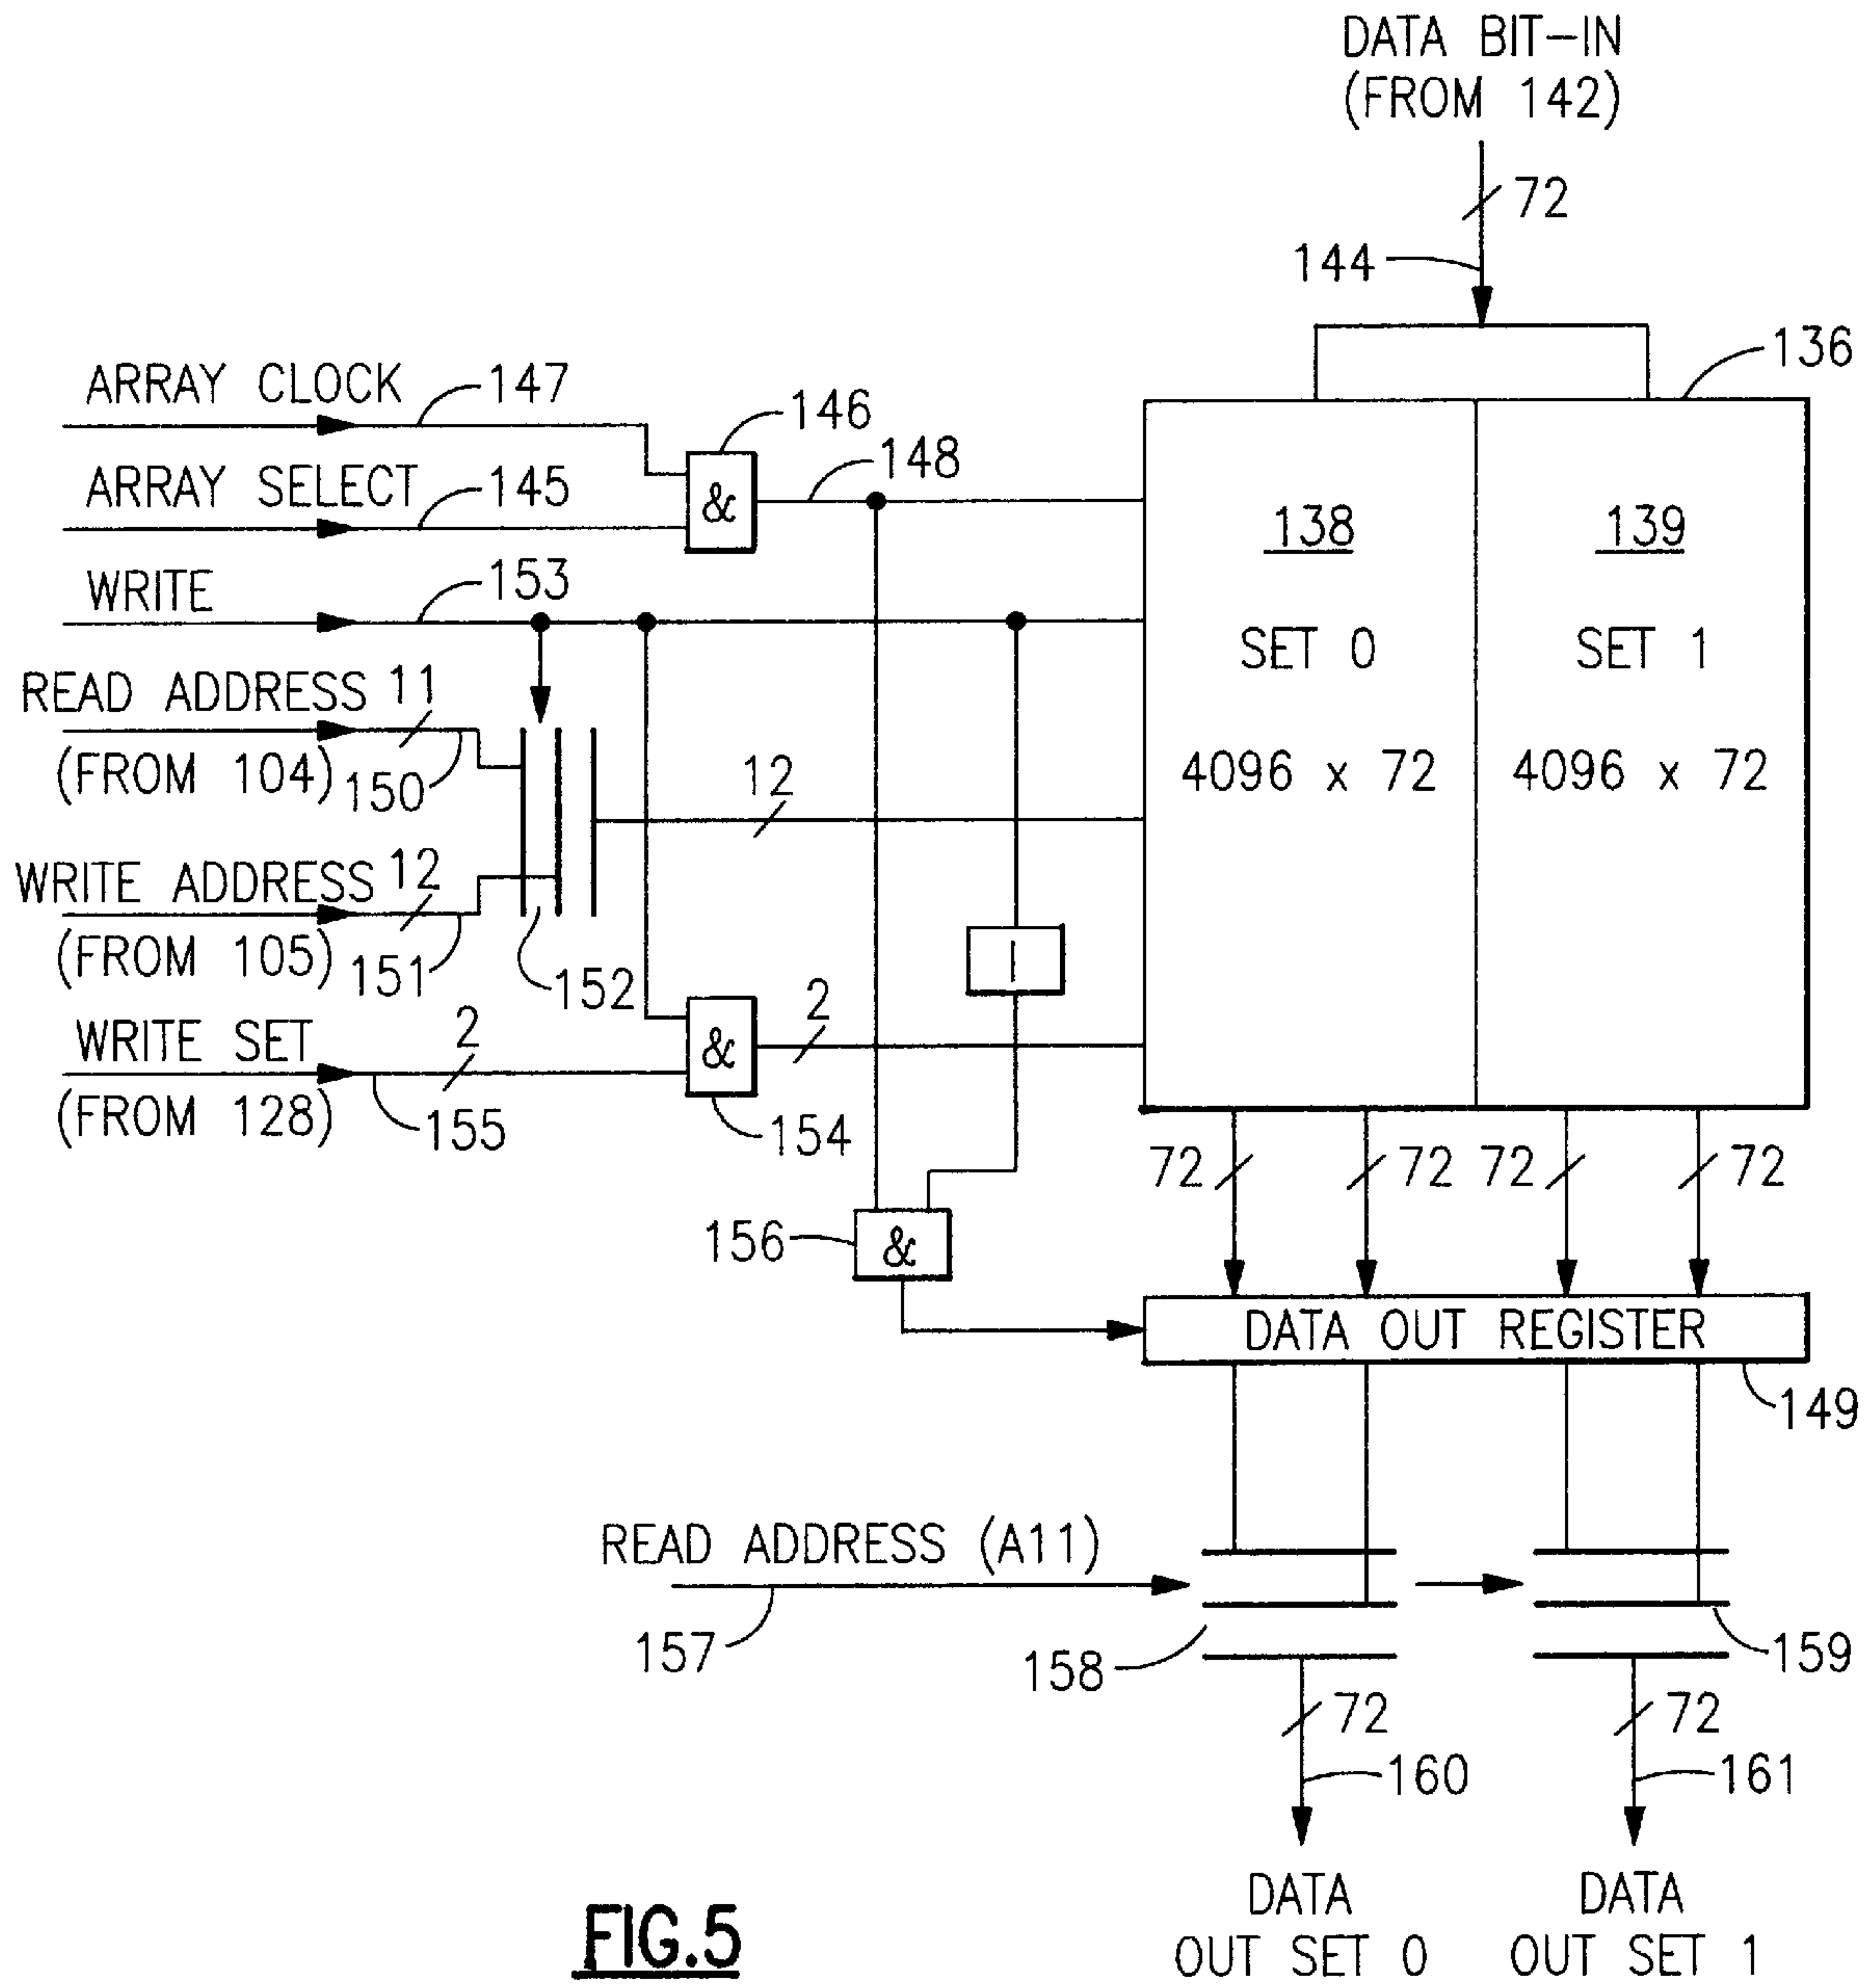 DATA BIT-IN
(FROM 142)
72
144
136
ARRAY CLOCK
147
146
148
ARRAY SELECT
145
&
138
139
WRITE
153
SET 0
SET 1
READ ADDRESS 11
(FROM 104)
150
12
4096 x 72
4096 x 72
WRITE ADDRESS 12
(FROM 105)
151
152
I
WRITE SET
2
&
2
(FROM 128)
155
154
72
72
72
72
156
&
DATA OUT REGISTER
149
READ ADDRESS (A11)
157
158
159
72
72
160
161
DATA
OUT SET 0
DATA
OUT SET 1
FIG.5